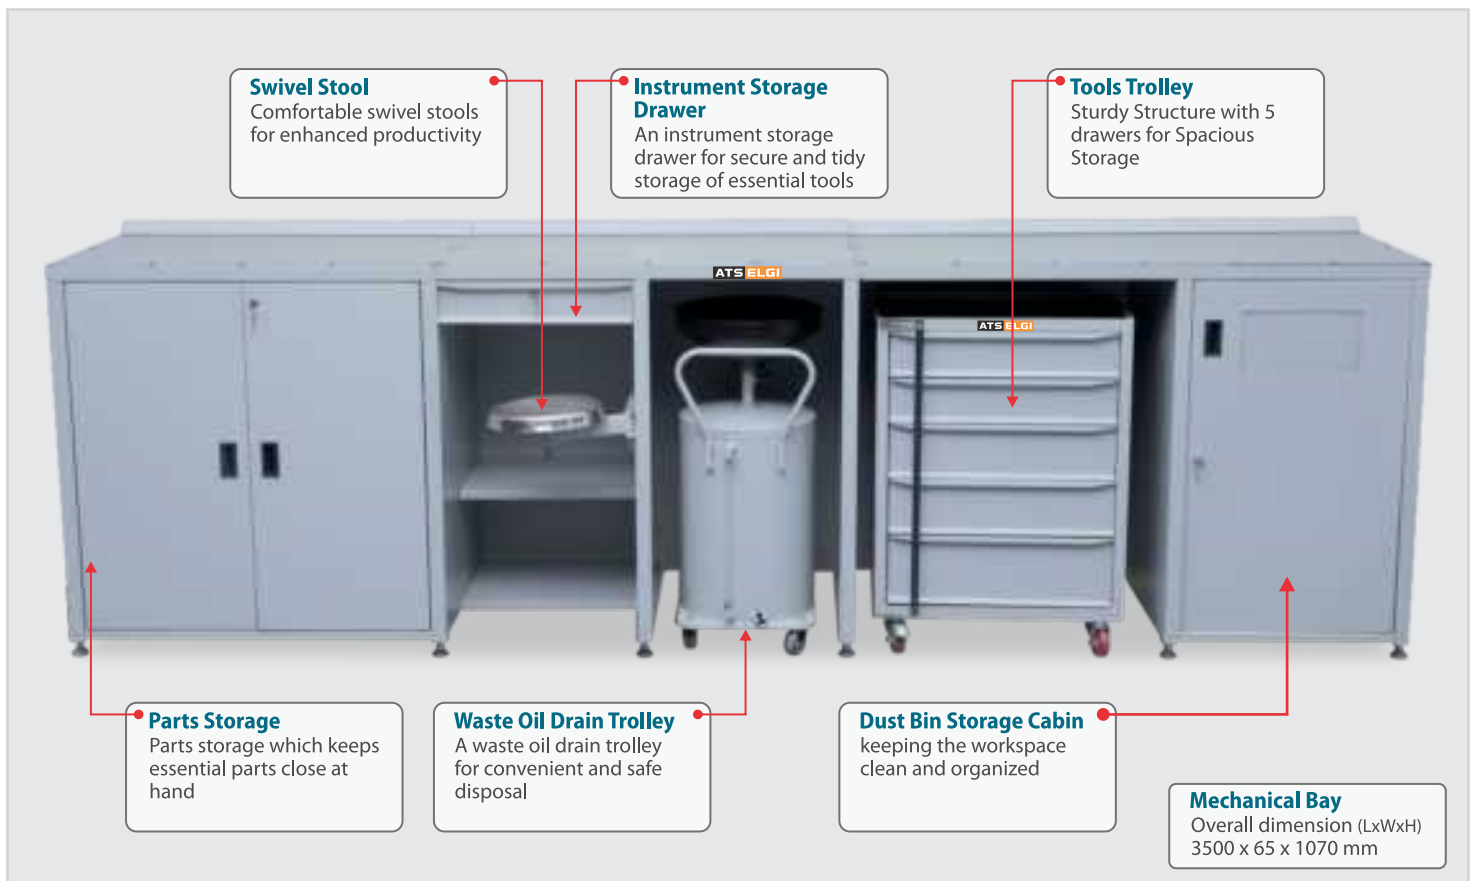 Swivel Stool
Comfortable swivel stools
for enhanced productivity
Instrument Storage
Drawer
An instrument storage
drawer for secure and tidy
storage of essential tools
Tools Trolley
Sturdy Structure with 5
drawers for Spacious
Storage
ATS ELGI
ATS ELGI
Parts Storage
Parts storage which keeps
essential parts close at
hand
Waste Oil Drain Trolley
A waste oil drain trolley
for convenient and safe
disposal
Dust Bin Storage Cabin
keeping the workspace
clean and organized
Mechanical Bay
Overall dimension (LxWxH)
3500 x 65 x 1070 mm